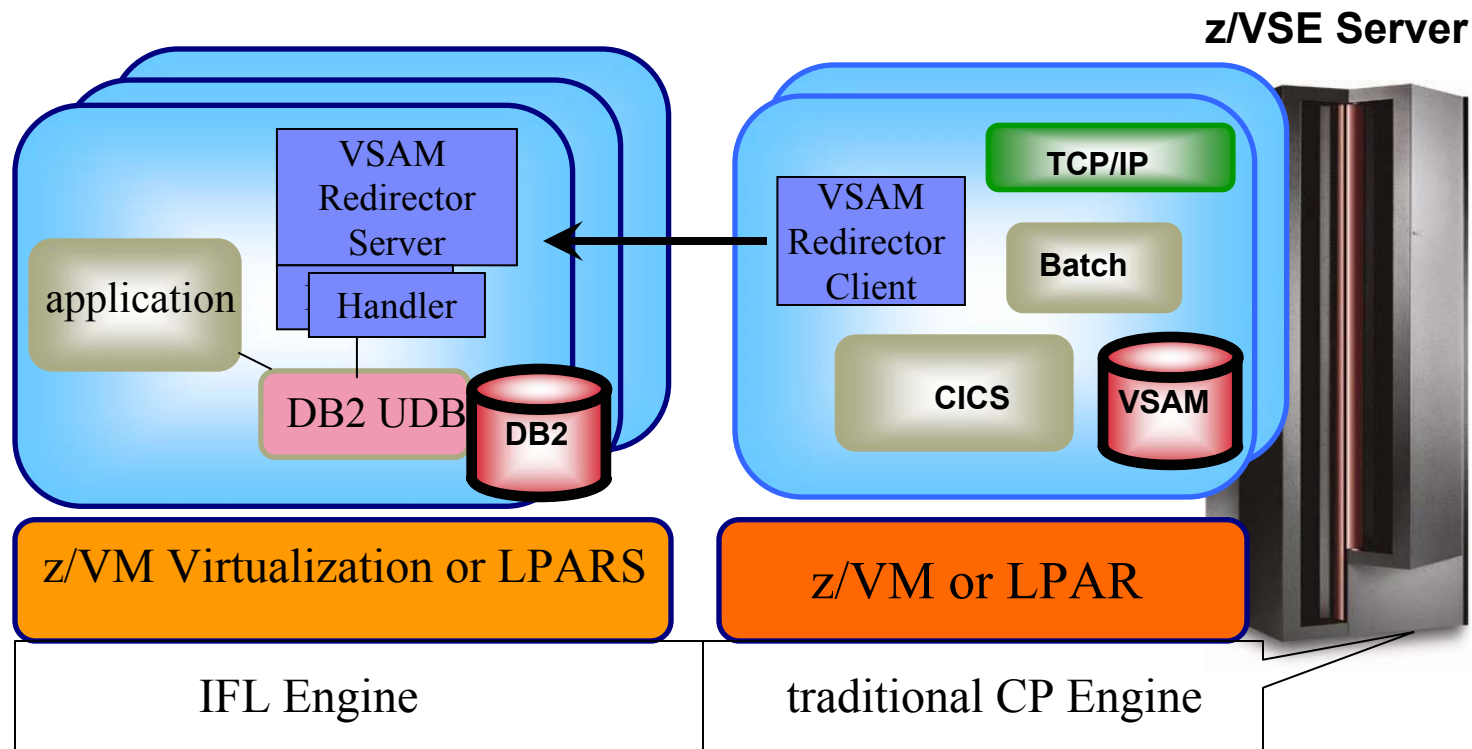 z/VSE Server
VSAM
Redirector
Server
Handler
application
DB2 UDB
DB2
VSAM
Redirector
Client
TCP/IP
Batch
CICS
VSAM
z/VM Virtualization or LPARS
z/VM or LPAR
IFL Engine
traditional CP Engine